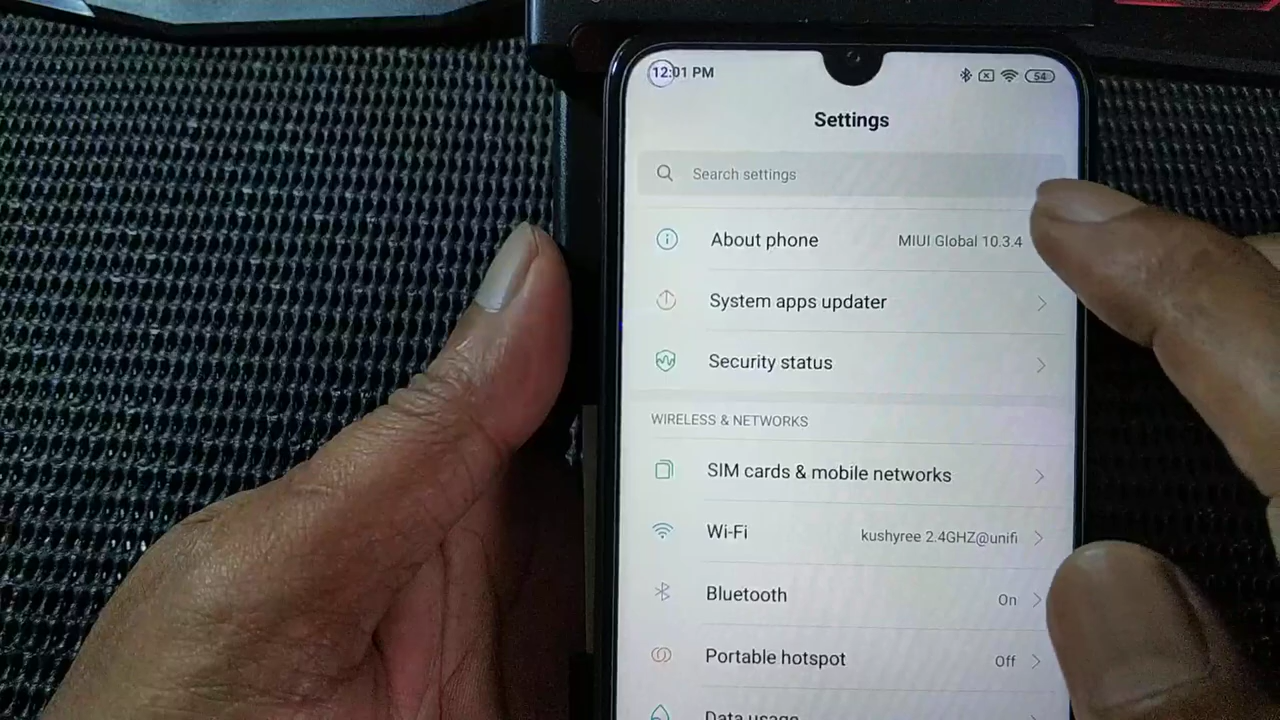 12:01 PM 54
Settings
Search settings
About phone MIUI Global 10.3.4
System apps updater
Security status
WIRELESS & NETWORKS
SIM cards & mobile networks
Wi-Fi kushyree 2.4GHZ@unifi
Bluetooth On
Portable hotspot Off
Data usage